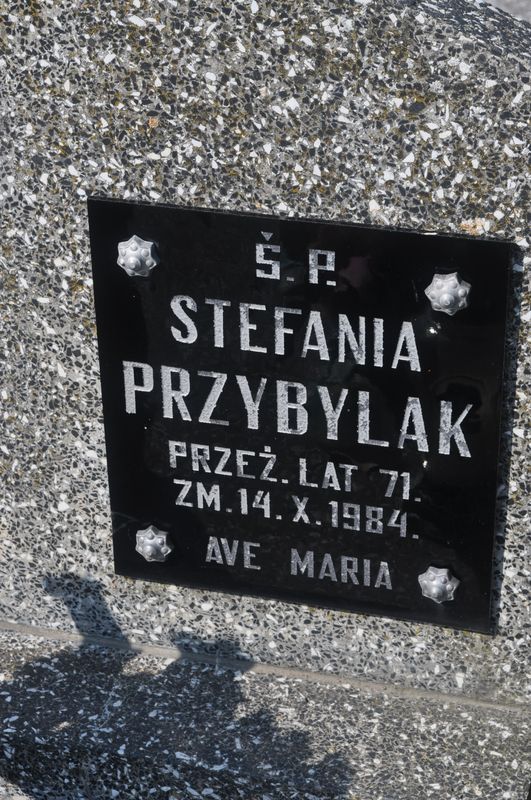 Ś. P.
STEFANIA
PRZYBYLAK
PRZEŻ. LAT 71.
ZM. 14. X. 1984.
AVE MARIA